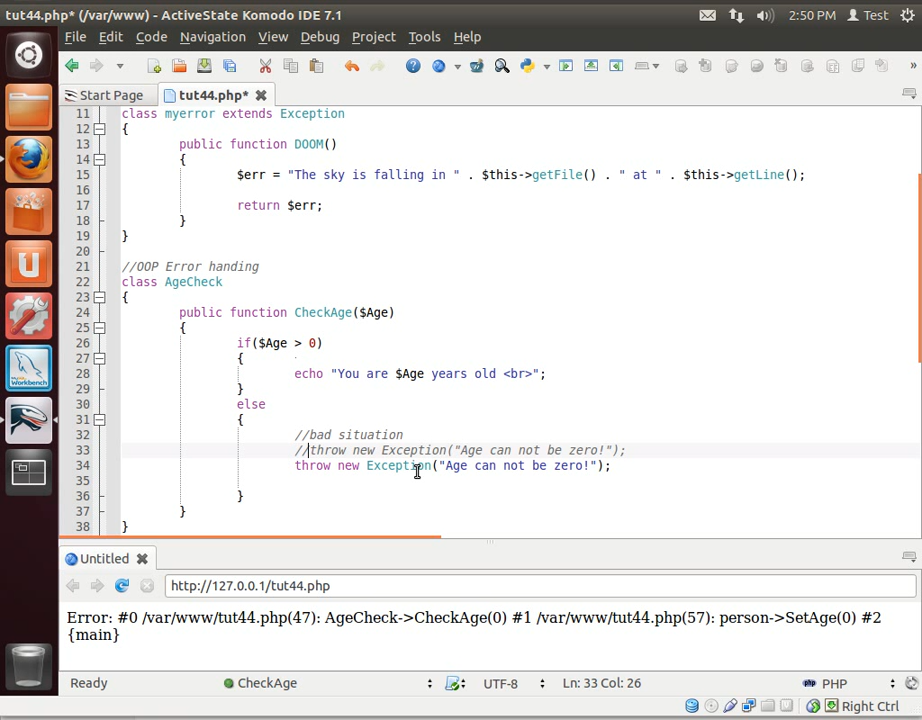 tut44.php* (/var/www) - ActiveState Komodo IDE 7.1
2:50 PM Test
File Edit Code Navigation View Debug Project Tools Help
Start Page tut44.php*
11 class myerror extends Exception
12 {
13 public function DOOM()
14 {
15 $err = "The sky is falling in " . $this->getFile() . " at " . $this->getLine();
16
17 return $err;
18 }
19 }
20
21 //OOP Error handing
22 class AgeCheck
23 {
24 public function CheckAge($Age)
25 {
26 if($Age > 0)
27 {
28 echo "You are $Age years old <br>";
29 }
30 else
31 {
32 //bad situation
33 //throw new Exception("Age can not be zero!");
34 throw new Exception("Age can not be zero!");
35
36 }
37 }
38 }
Untitled
http://127.0.0.1/tut44.php
Error: #0 /var/www/tut44.php(47): AgeCheck->CheckAge(0) #1 /var/www/tut44.php(57): person->SetAge(0) #2
{main}
Ready CheckAge UTF-8 Ln: 33 Col: 26 php PHP
Right Ctrl
MySQL
Workbench